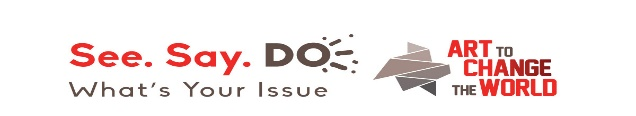 See. Say. DO
What's Your Issue
ART TO
CHANGE
THE WORLD